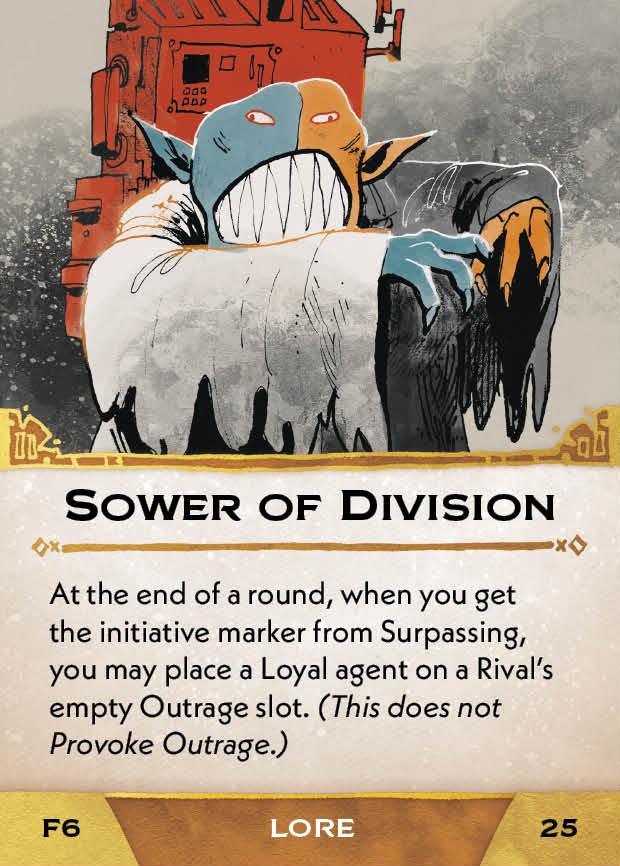 SOWER OF DIVISION
At the end of a round, when you get
the initiative marker from Surpassing,
you may place a Loyal agent on a Rival's
empty Outrage slot. (This does not
Provoke Outrage.)
F6 LORE 25